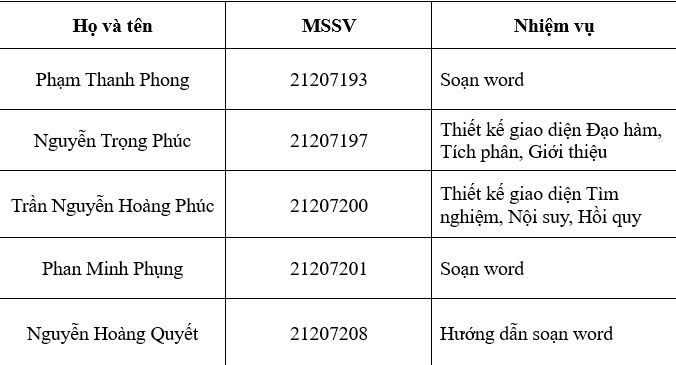 Họ và tên MSSV Nhiệm vụ
Phạm Thanh Phong 21207193 Soạn word
Nguyễn Trọng Phúc 21207197 Thiết kế giao diện Đạo hàm,
Tích phân, Giới thiệu
Trần Nguyễn Hoàng Phúc 21207200 Thiết kế giao diện Tìm
nghiệm, Nội suy, Hồi quy
Phan Minh Phụng 21207201 Soạn word
Nguyễn Hoàng Quyết 21207208 Hướng dẫn soạn word